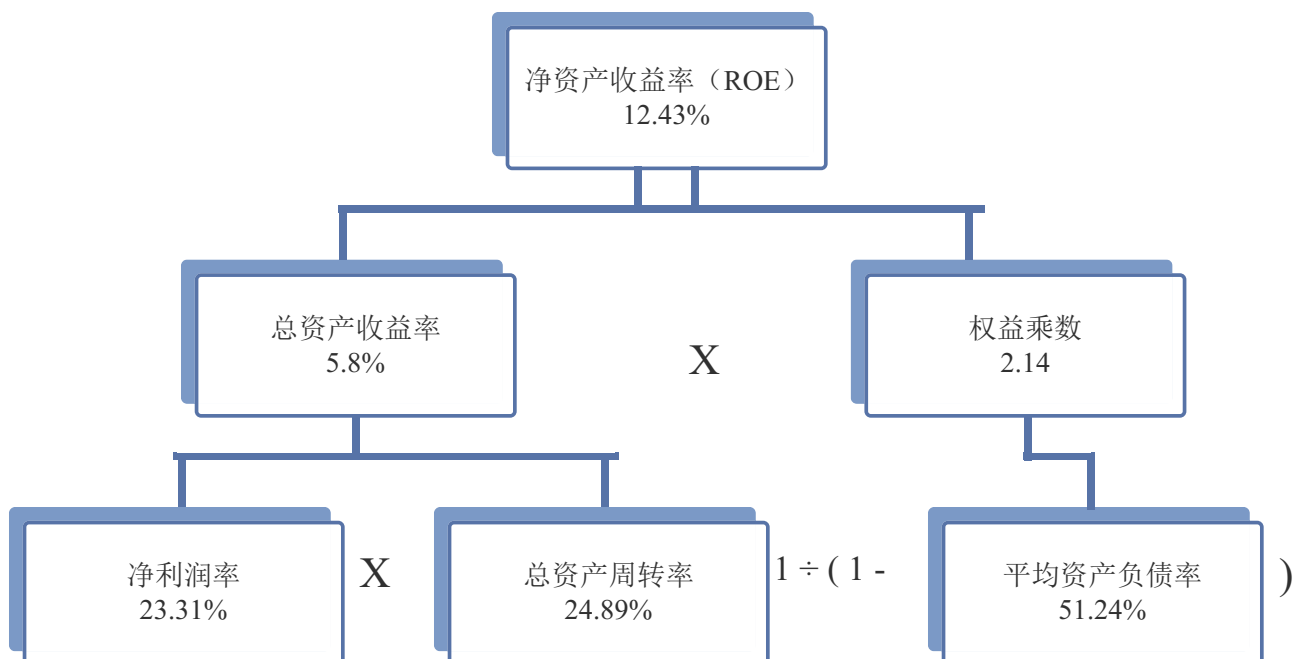 净资产收益率（ROE）
12.43%
总资产收益率
5.8%
X
权益乘数
2.14
净利润率
23.31%
X
总资产周转率
24.89%
1 ÷ ( 1 -
平均资产负债率
51.24%
)